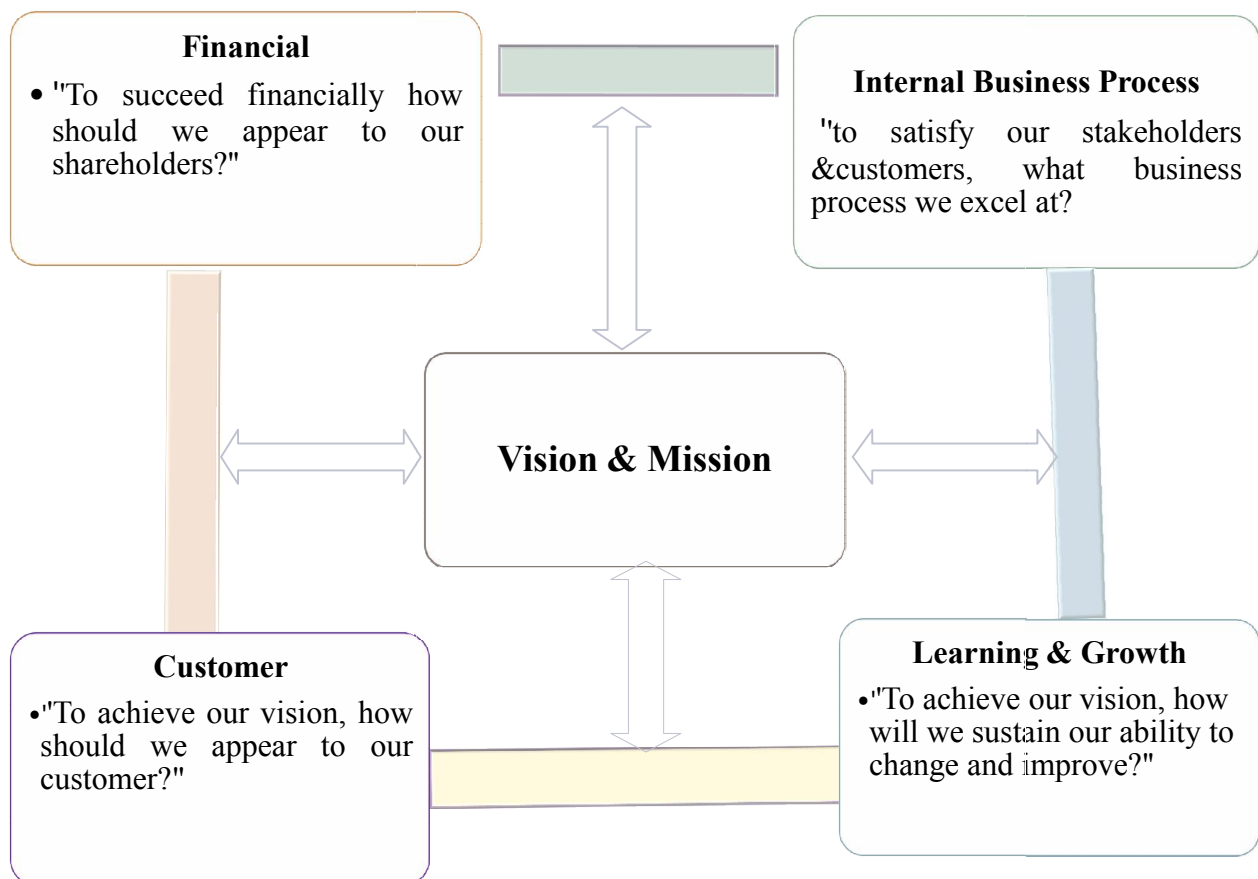 Financial
• "To succeed financially how
should we appear to our
shareholders?"
Internal Business Process
"to satisfy our stakeholders
&customers, what business
process we excel at?
Vision & Mission
Customer
•"To achieve our vision, how
should we appear to our
customer?"
Learning & Growth
•"To achieve our vision, how
will we sustain our ability to
change and improve?"